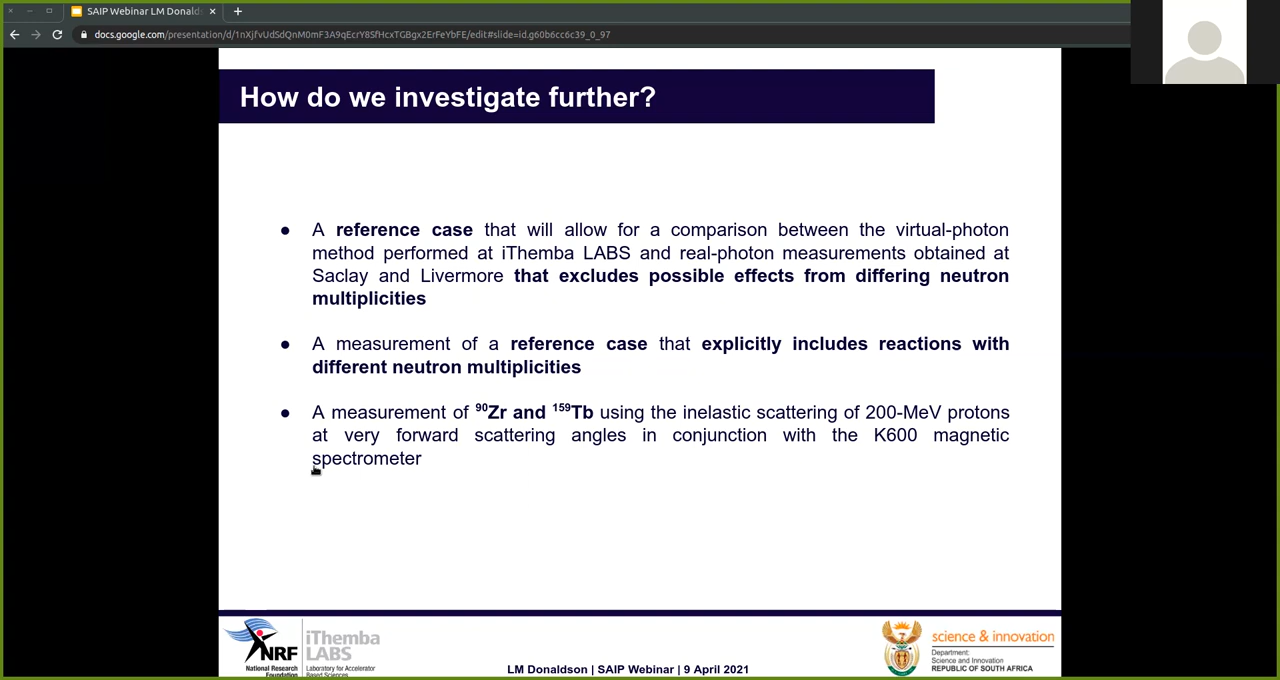 SAIP Webinar LM Donalds
docs.google.com/presentation/d/1nXjfvUdSdQnM0mF3A9qEcrY8SfHcxTGBgx2ErFeYbFE/edit#slide=id.g60b6cc6c39_0_97
How do we investigate further?
● A reference case that will allow for a comparison between the virtual-photon
method performed at iThemba LABS and real-photon measurements obtained at
Saclay and Livermore that excludes possible effects from differing neutron
multiplicities
● A measurement of a reference case that explicitly includes reactions with
different neutron multiplicities
● A measurement of ⁹⁰Zr and ¹⁵⁹Tb using the inelastic scattering of 200-MeV protons
at very forward scattering angles in conjunction with the K600 magnetic
spectrometer
NRF
National Research
Foundation
iThemba
LABS
Laboratory for Accelerator
Based Sciences
LM Donaldson | SAIP Webinar | 9 April 2021
science & innovation
Department:
Science and Innovation
REPUBLIC OF SOUTH AFRICA